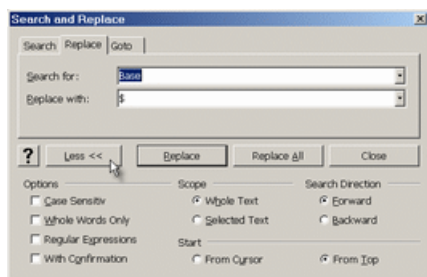 Search and Replace
Search Replace Goto
Search for: Base
Replace with: $
? Less << Replace Replace All Close
Options Scope Search Direction
Case Sensitiv Whole Text Forward
Whole Words Only Selected Text Backward
Regular Expressions Start
With Confirmation From Cursor From Top